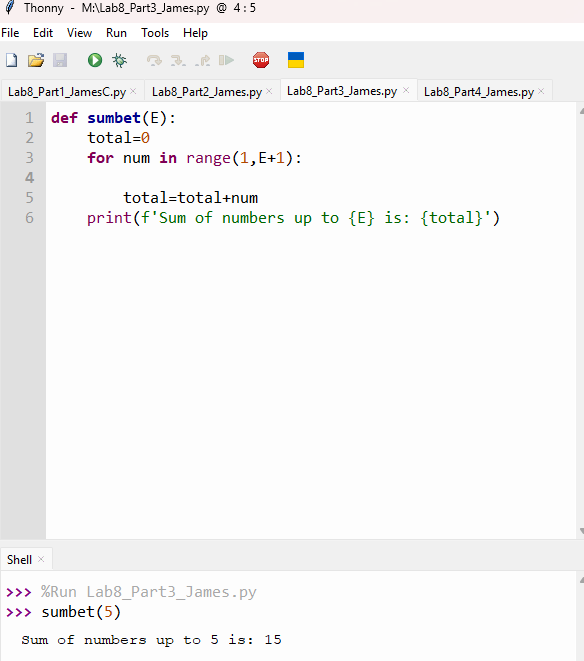 Thonny - M:\Lab8_Part3_James.py @ 4 : 5
File Edit View Run Tools Help
STOP
Lab8_Part1_JamesC.py × Lab8_Part2_James.py × Lab8_Part3_James.py × Lab8_Part4_James.py ×
1 def sumbet(E):
2     total=0
3     for num in range(1,E+1):
4
5         total=total+num
6     print(f'Sum of numbers up to {E} is: {total}')
Shell ×
>>> %Run Lab8_Part3_James.py
>>> sumbet(5)
Sum of numbers up to 5 is: 15